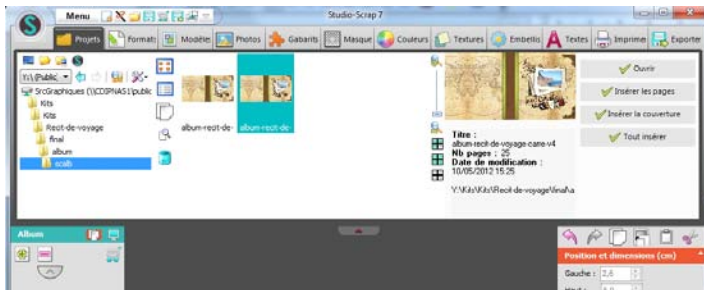 Menu
Studio-Scrap 7
Projets
Formats
Modèle
Photos
Gabarits
Masque
Couleurs
Textures
Embellis
Textes
Imprime
Exporter
Y:\ (Public)
SrcGraphiques (\\CDIPNAS1\public
Kits
Kits
Recit-de-voyage
final
album
scalb
album-recit-de-
album-recit-de-
Titre :
album-recit-de-voyage-carre-v4
Nb pages : 25
Date de modification :
10/05/2012 15:25
Y:\Kits\Kits\Recit-de-voyage\final\a
Ouvrir
Insérer les pages
Insérer la couverture
Tout insérer
Album
Position et dimensions (cm)
Gauche : 2,6